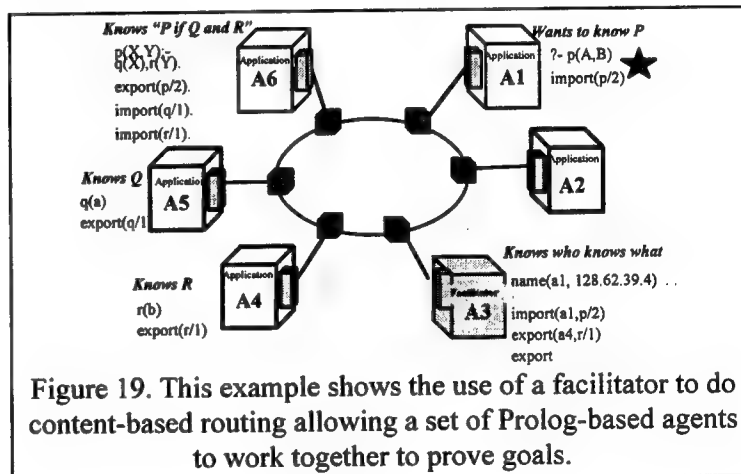 Knows "P if Q and R"
p(X,Y):-
q(X),r(Y).
export(p/2).
import(q/1).
import(r/1).
Application
A6
Wants to know P
?- p(A,B)
import(p/2)
Application
A1
Application
A2
Knows Q
q(a)
export(q/1
Application
A5
Knows R
r(b)
export(r/1)
Application
A4
Knows who knows what
name(a1, 128.62.39.4) . .
import(a1,p/2)
export(a4,r/1)
export
Facilitator
A3
Figure 19. This example shows the use of a facilitator to do
content-based routing allowing a set of Prolog-based agents
to work together to prove goals.